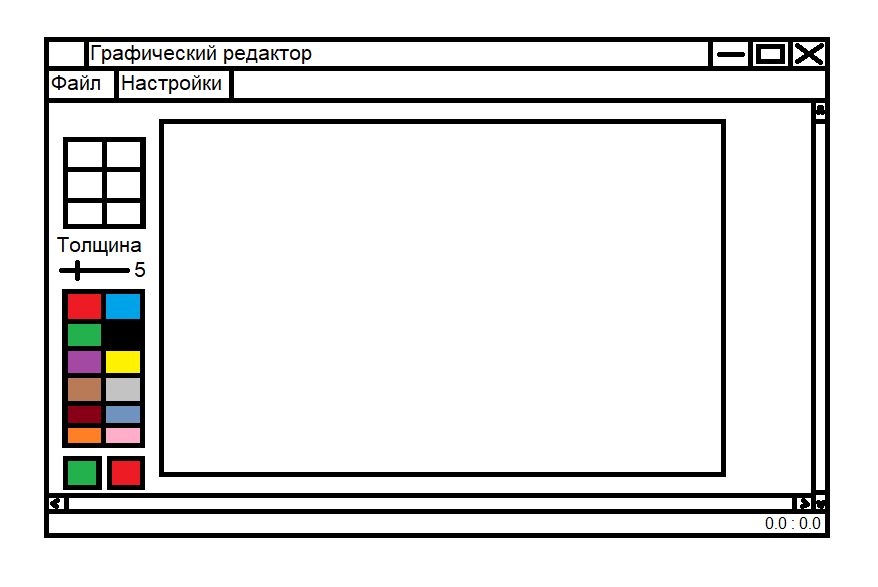 Графический редактор
Файл Настройки
Толщина
5
0.0 : 0.0